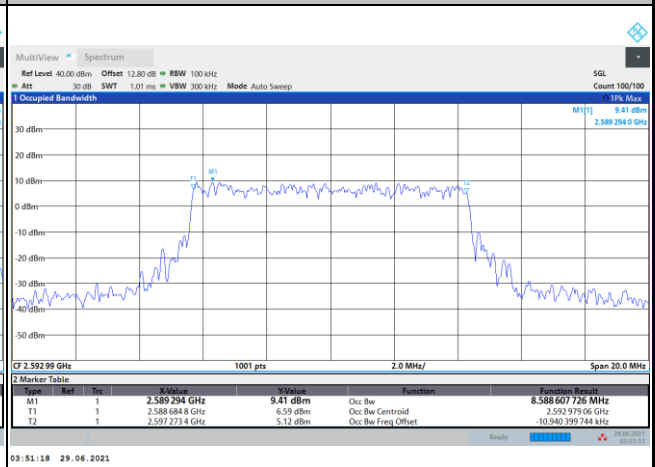 MultiView Spectrum
Ref Level 40.00 dBm Offset 12.80 dB RBW 100 kHz SGL
Att 30 dB SWT 1.01 ms VBW 300 kHz Mode Auto Sweep Count 100/100
1 Occupied Bandwidth 1Pk Max
M1[1] 9.41 dBm
2.589 294 0 GHz
30 dBm
20 dBm
T1 M1 T2
10 dBm
0 dBm
-10 dBm
-20 dBm
-30 dBm
-40 dBm
-50 dBm
CF 2.592 99 GHz 1001 pts 2.0 MHz/ Span 20.0 MHz
2 Marker Table
Type Ref Trc X-Value Y-Value Function Function Result
M1 1 2.589 294 GHz 9.41 dBm Occ Bw 8.588 607 726 MHz
T1 1 2.588 684 8 GHz 6.59 dBm Occ Bw Centroid 2.592 979 06 GHz
T2 1 2.597 273 4 GHz 5.12 dBm Occ Bw Freq Offset -10.940 399 744 kHz
Ready 29.06.2021
03:51:17
03:51:18 29.06.2021